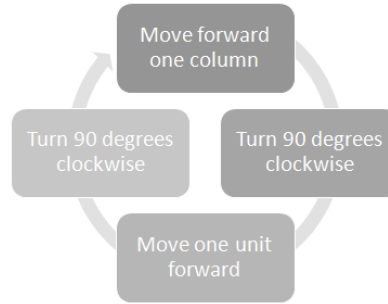 Move forward
one column
Turn 90 degrees
clockwise
Move one unit
forward
Turn 90 degrees
clockwise